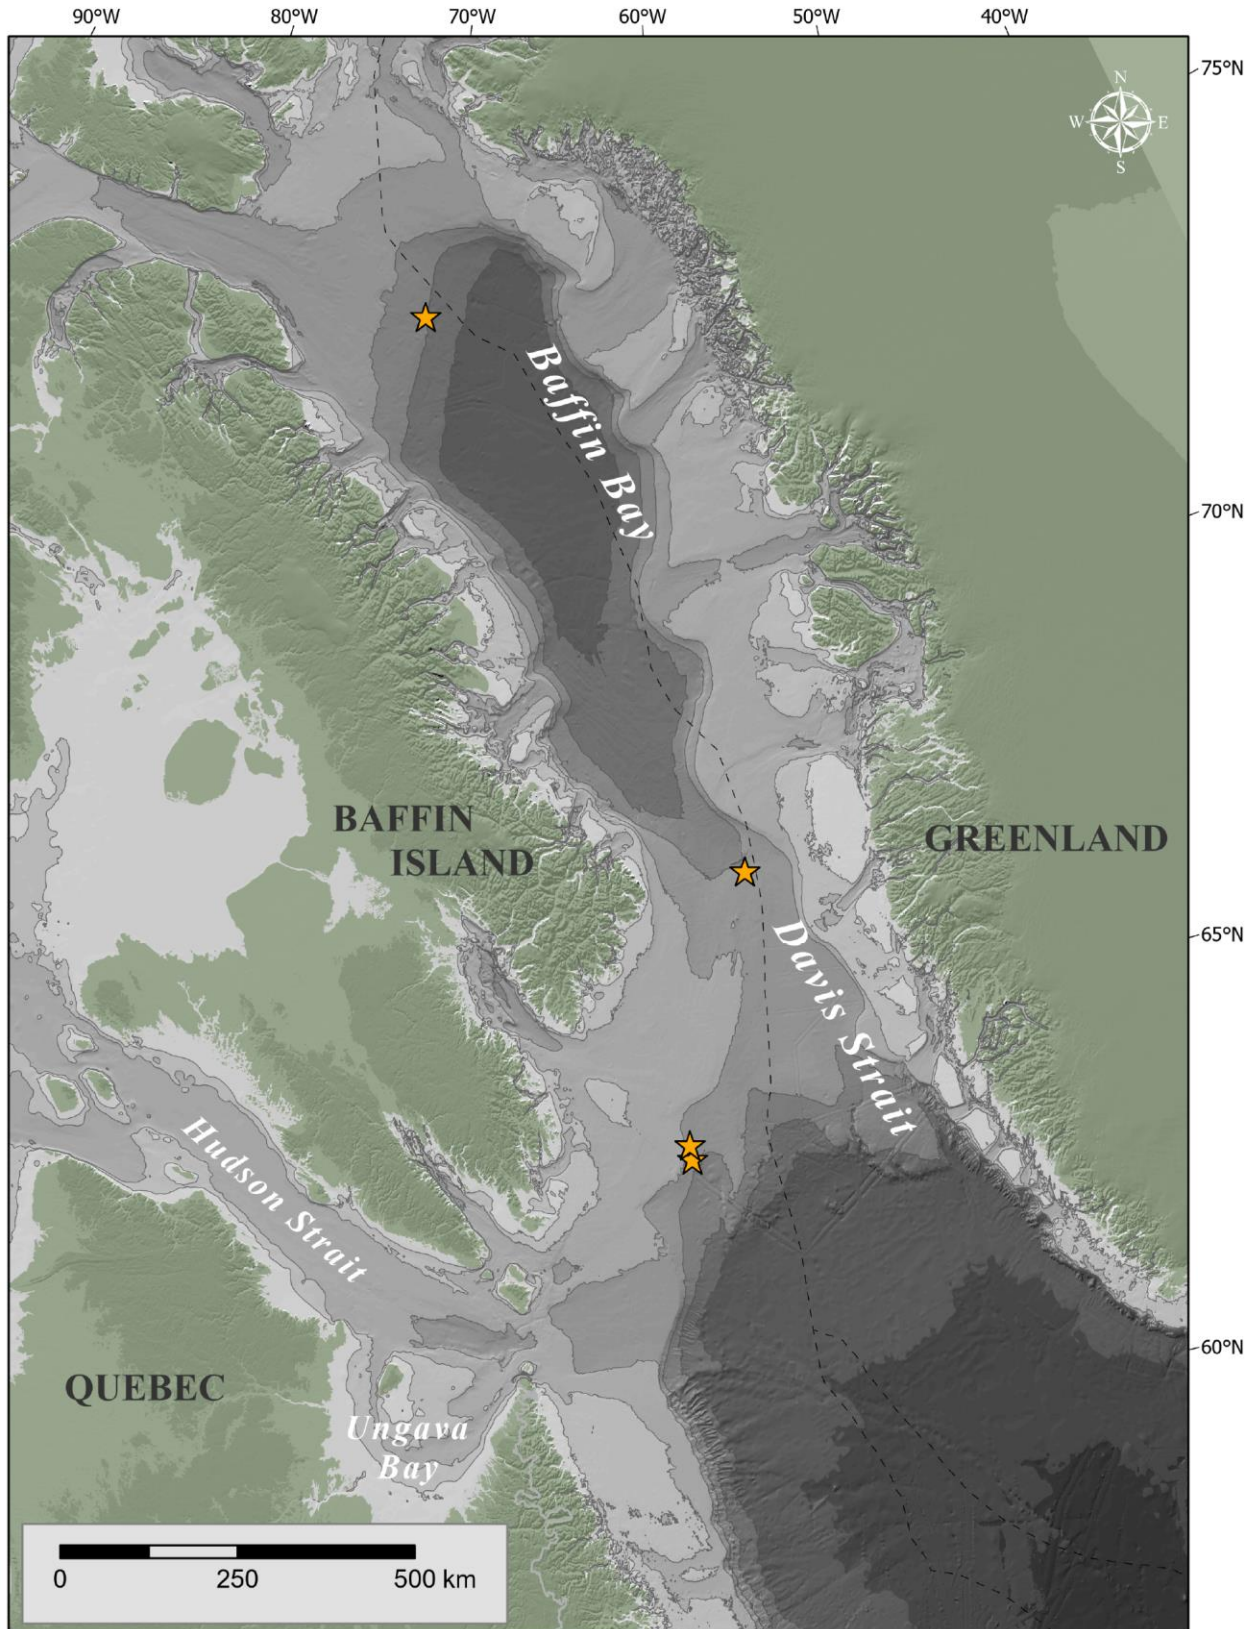 90°W 80°W 70°W 60°W 50°W 40°W
75°N
N
W E
S
Baffin Bay
70°N
BAFFIN
ISLAND
GREENLAND
65°N
Davis Strait
Hudson Strait
60°N
QUEBEC
Ungava
Bay
0 250 500 km